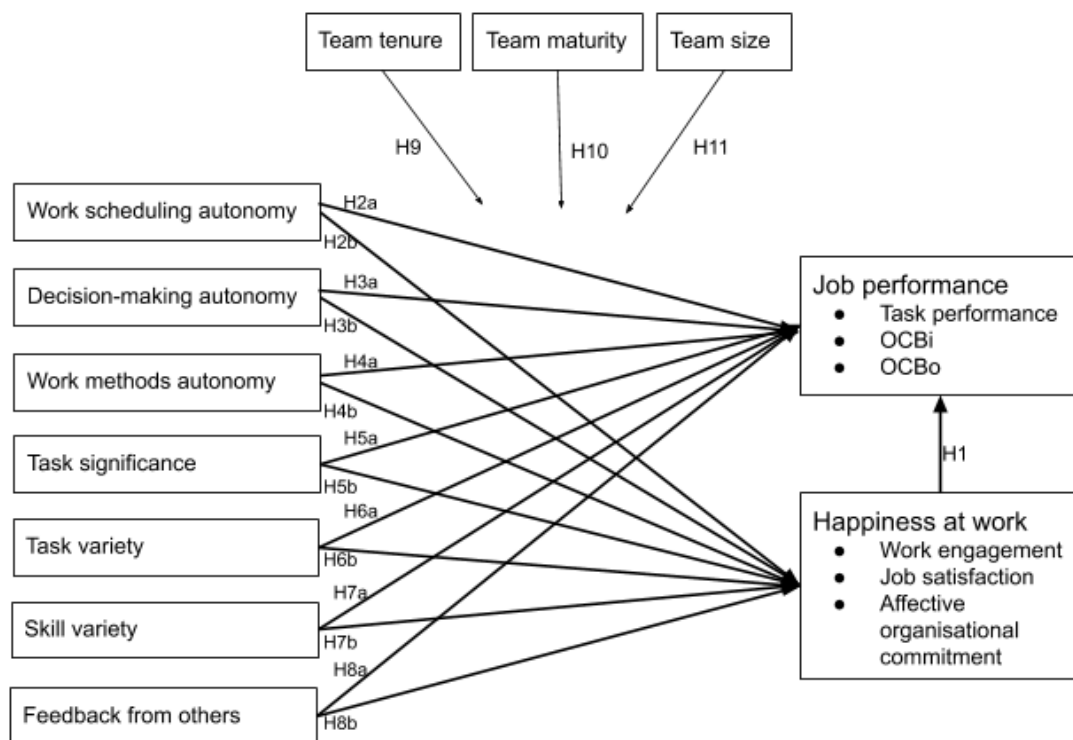 Team tenure
Team maturity
Team size
H9
H10
H11
Work scheduling autonomy
H2a
H2b
Decision-making autonomy
H3a
H3b
Work methods autonomy
H4a
H4b
Task significance
H5a
H5b
Task variety
H6a
H6b
Skill variety
H7a
H7b
Feedback from others
H8a
H8b
Job performance
● Task performance
● OCBi
● OCBo
H1
Happiness at work
● Work engagement
● Job satisfaction
● Affective
organisational
commitment